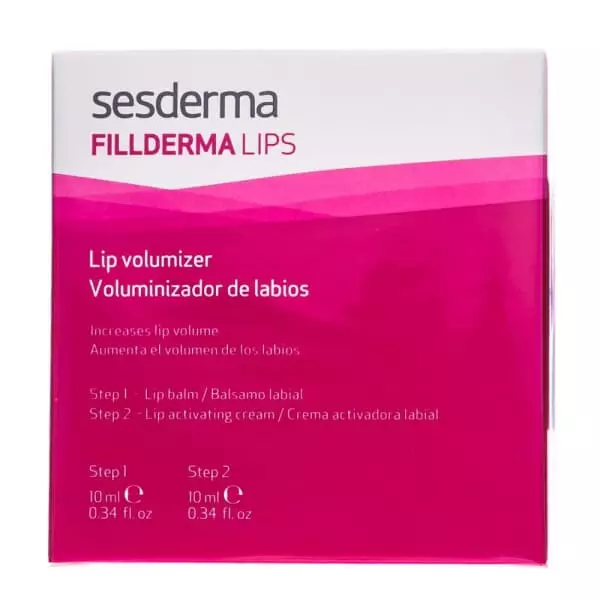 sesderma
FILLDERMA LIPS
Lip volumizer
Voluminizador de labios
Increases lip volume
Aumenta el volumen de los labios
Step 1 - Lip balm / Balsamo labial
Step 2 - Lip activating cream / Crema activadora labial
Step 1 Step 2
10 ml ℮ 10 ml ℮
0.34 fl. oz 0.34 fl. oz